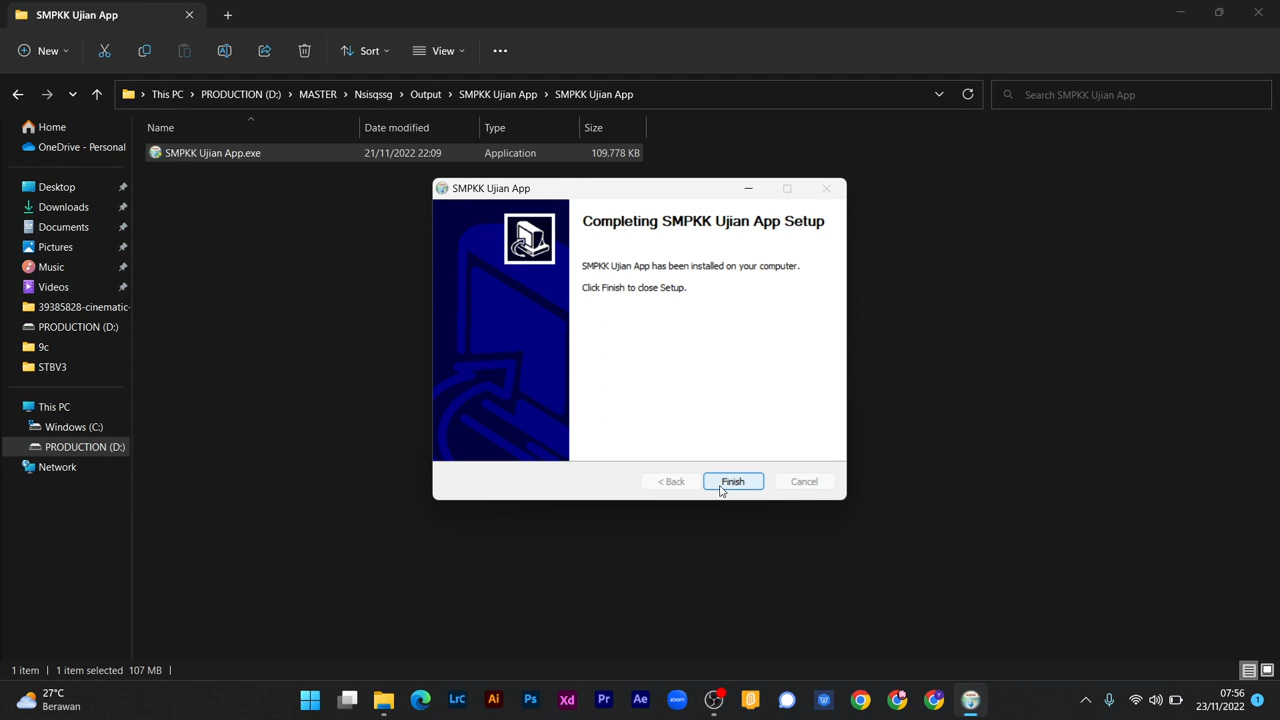 SMPKK Ujian App
New
Sort
View
This PC › PRODUCTION (D:) › MASTER › Nsisqssg › Output › SMPKK Ujian App › SMPKK Ujian App
Search SMPKK Ujian App
Name Date modified Type Size
SMPKK Ujian App.exe 21/11/2022 22:09 Application 109.778 KB
Home
OneDrive - Personal
Desktop
Downloads
Documents
Pictures
Music
Videos
39385828-cinematic-
PRODUCTION (D:)
9c
STBV3
This PC
Windows (C:)
PRODUCTION (D:)
Network
SMPKK Ujian App
Completing SMPKK Ujian App Setup
SMPKK Ujian App has been installed on your computer.
Click Finish to close Setup.
< Back Finish Cancel
1 item 1 item selected 107 MB
27°C
Berawan
Lrc Ai Ps Xd Pr Ae zoom
07:56
23/11/2022 1